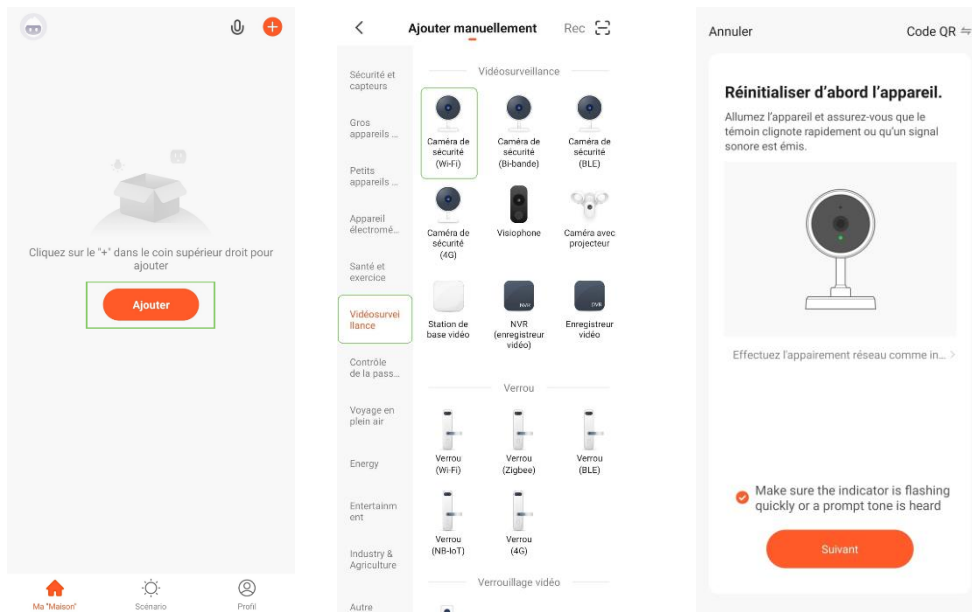 Cliquez sur le "+" dans le coin supérieur droit pour
ajouter
Ajouter
Ma "Maison"
Scénario
Profil
Ajouter manuellement
Rec
Sécurité et
capteurs
Gros
appareils ...
Petits
appareils ...
Appareil
électromé...
Santé et
exercice
Vidéosurvei
llance
Contrôle
de la pass...
Voyage en
plein air
Energy
Entertainm
ent
Industry &
Agriculture
Autre
Vidéosurveillance
Caméra de
sécurité
(Wi-Fi)
Caméra de
sécurité
(Bi-bande)
Caméra de
sécurité
(BLE)
Caméra de
sécurité
(4G)
Visiophone
Caméra avec
projecteur
Station de
base vidéo
NVR
NVR
(enregistreur
vidéo)
DVR
Enregistreur
vidéo
Verrou
Verrou
(Wi-Fi)
Verrou
(Zigbee)
Verrou
(BLE)
Verrou
(NB-IoT)
Verrou
(4G)
Verrouillage vidéo
Annuler
Code QR
Réinitialiser d'abord l'appareil.
Allumez l'appareil et assurez-vous que le
témoin clignote rapidement ou qu'un signal
sonore est émis.
Effectuez l'appairement réseau comme in...
Make sure the indicator is flashing
quickly or a prompt tone is heard
Suivant